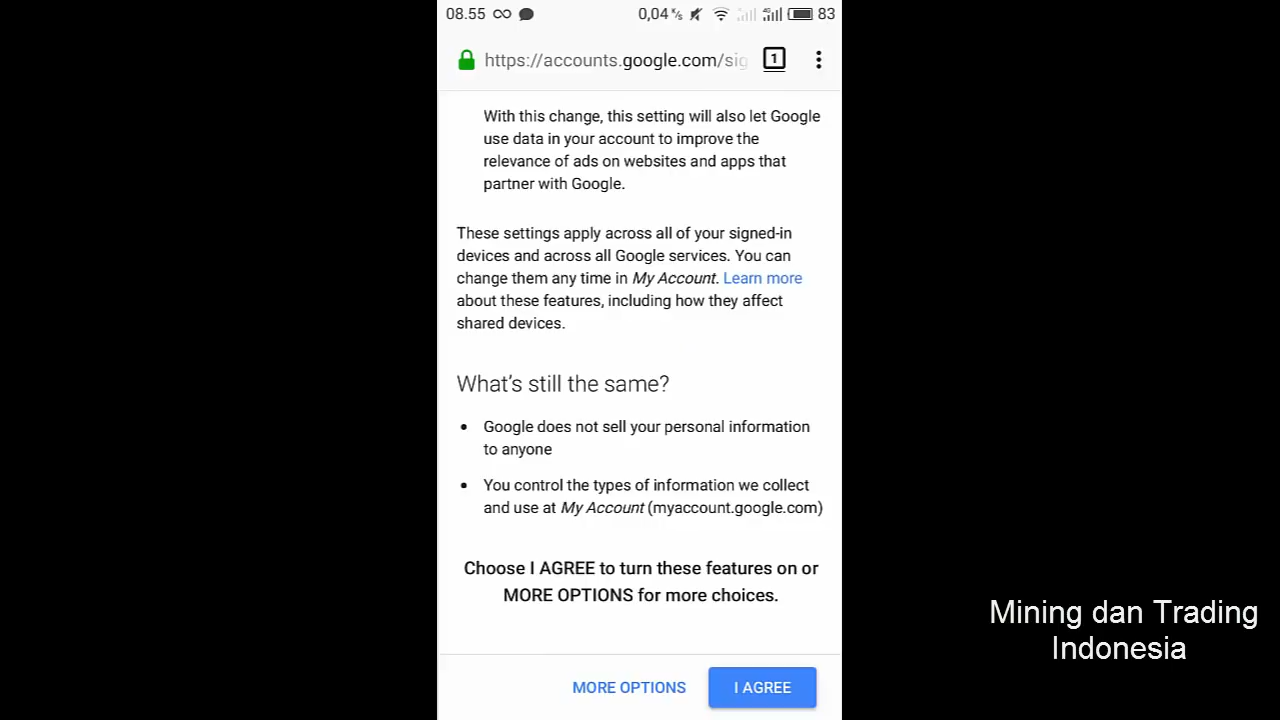 08.55
0,04 K/s
4G
83
https://accounts.google.com/sig
1
With this change, this setting will also let Google
use data in your account to improve the
relevance of ads on websites and apps that
partner with Google.
These settings apply across all of your signed-in
devices and across all Google services. You can
change them any time in My Account. Learn more
about these features, including how they affect
shared devices.
What's still the same?
• Google does not sell your personal information
to anyone
• You control the types of information we collect
and use at My Account (myaccount.google.com)
Choose I AGREE to turn these features on or
MORE OPTIONS for more choices.
MORE OPTIONS
I AGREE
Mining dan Trading
Indonesia